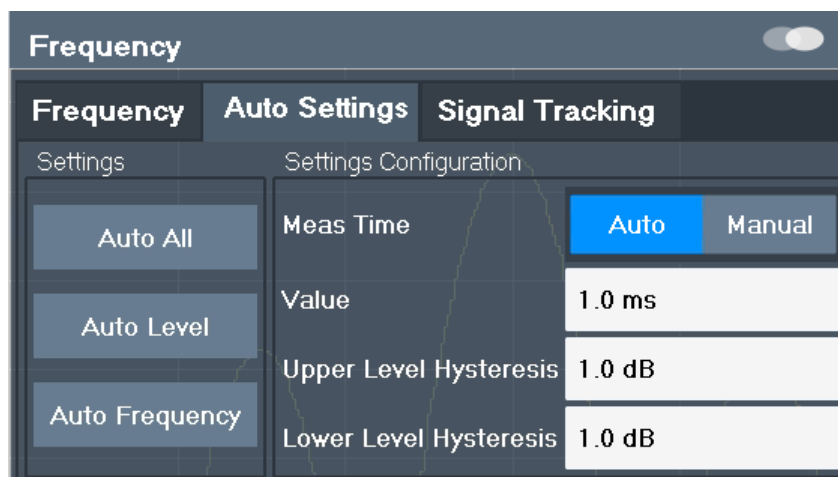 Frequency
Frequency Auto Settings Signal Tracking
Settings Settings Configuration
Auto All
Auto Level
Auto Frequency
Meas Time Auto Manual
Value 1.0 ms
Upper Level Hysteresis 1.0 dB
Lower Level Hysteresis 1.0 dB